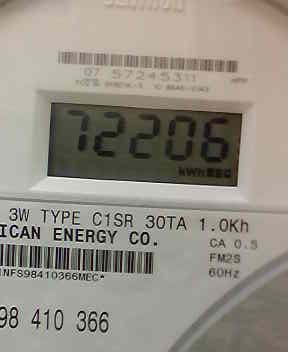 07 57245311
72206
kWh
3W TYPE C1SR 30TA 1.0Kh
ICAN ENERGY CO.
CA 0.5
FM2S
60Hz
NFS98410366MEC*
98 410 366